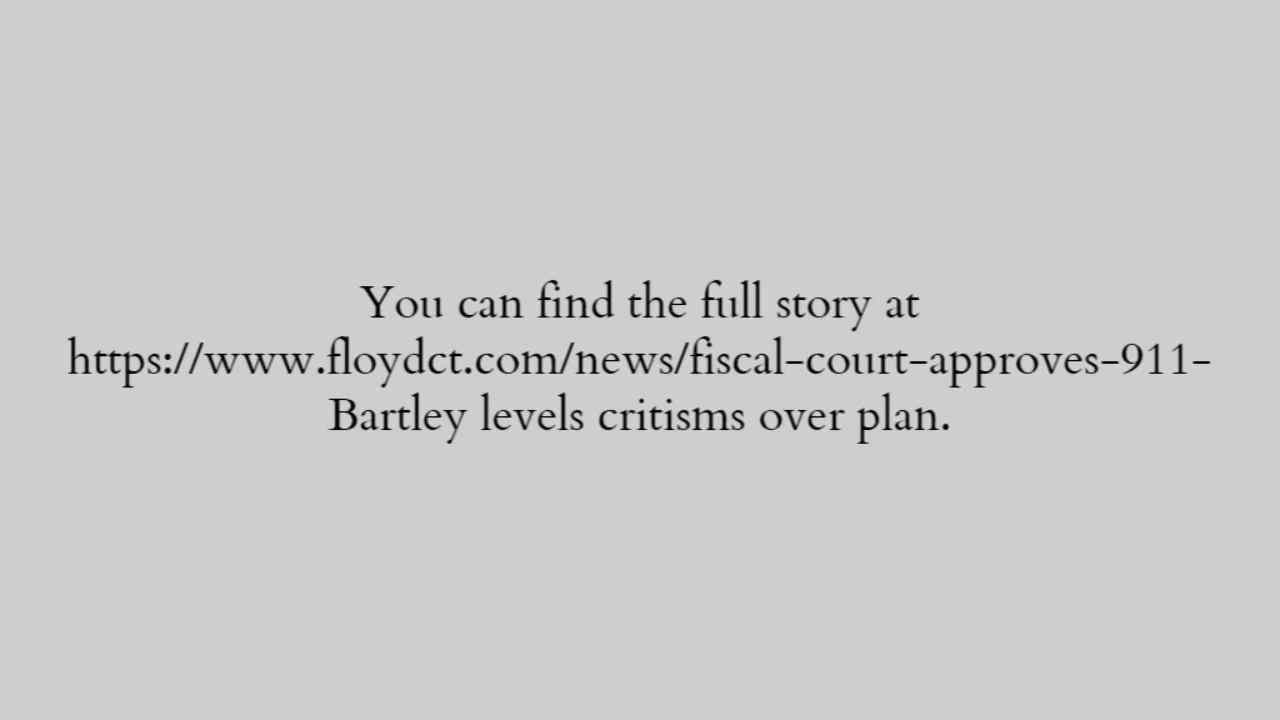 You can find the full story at
https://www.floydct.com/news/fiscal-court-approves-911-
Bartley levels critisms over plan.